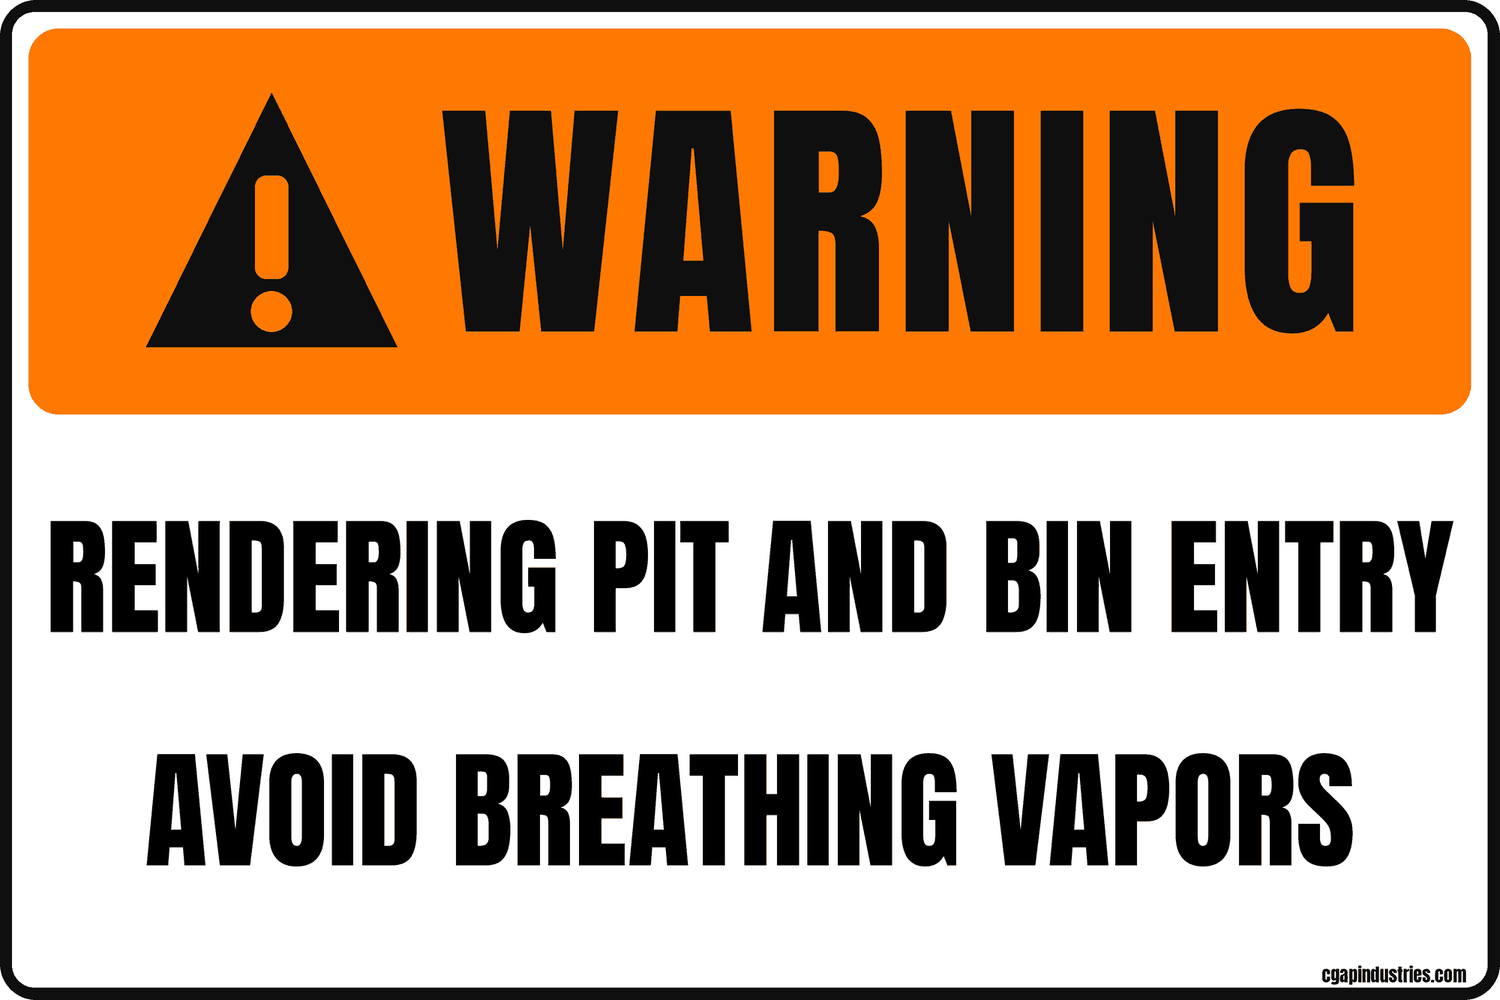 WARNING
RENDERING PIT AND BIN ENTRY
AVOID BREATHING VAPORS
cgapindustries.com